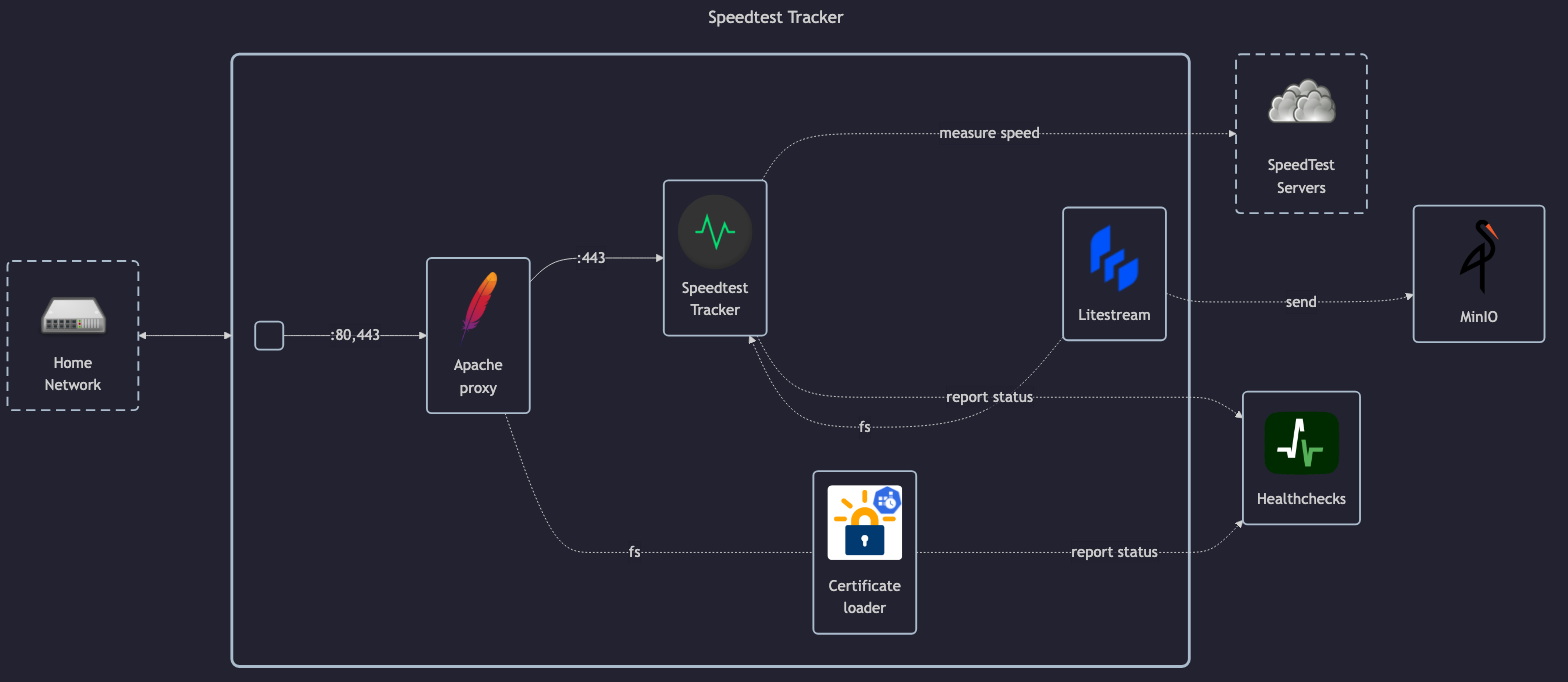 Speedtest Tracker
measure speed
SpeedTest
Servers
:443
Speedtest
Tracker
Litestream
send
MinIO
Home
Network
:80,443
Apache
proxy
report status
fs
Healthchecks
fs
report status
Certificate
loader